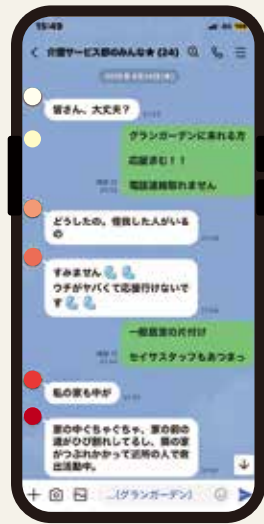 15:49
介護サービス部のみんな★(24)
皆さん、大丈夫?
グランガーデンに来れる方
応援求む!!
電話連絡取れません
どうしたの。怪我した人がいる
の
すみません
ウチがヤバくて応援行けないで
す
一般居室の片付け
セイサスタッフもあつまっ
私の家も中が
家の中ぐちゃぐちゃ、家の前の
道がひび割れしてるし、隣の家
がつぶれかかって近所の人で救
出活動中。
…(グランガーデン)